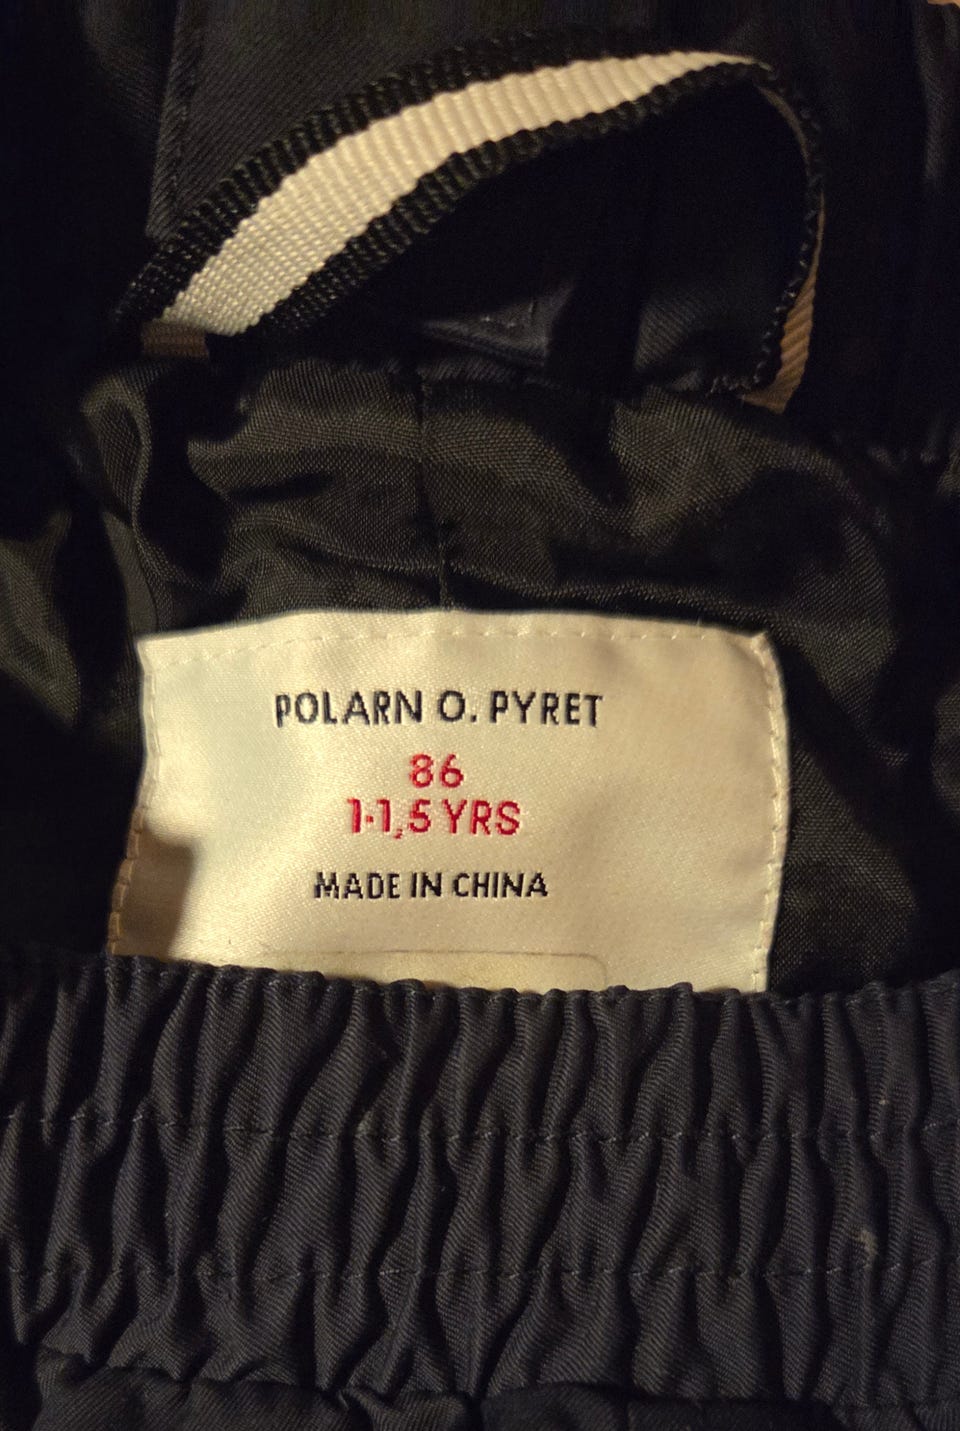 POLARN O. PYRET
86
1-1,5 YRS
MADE IN CHINA